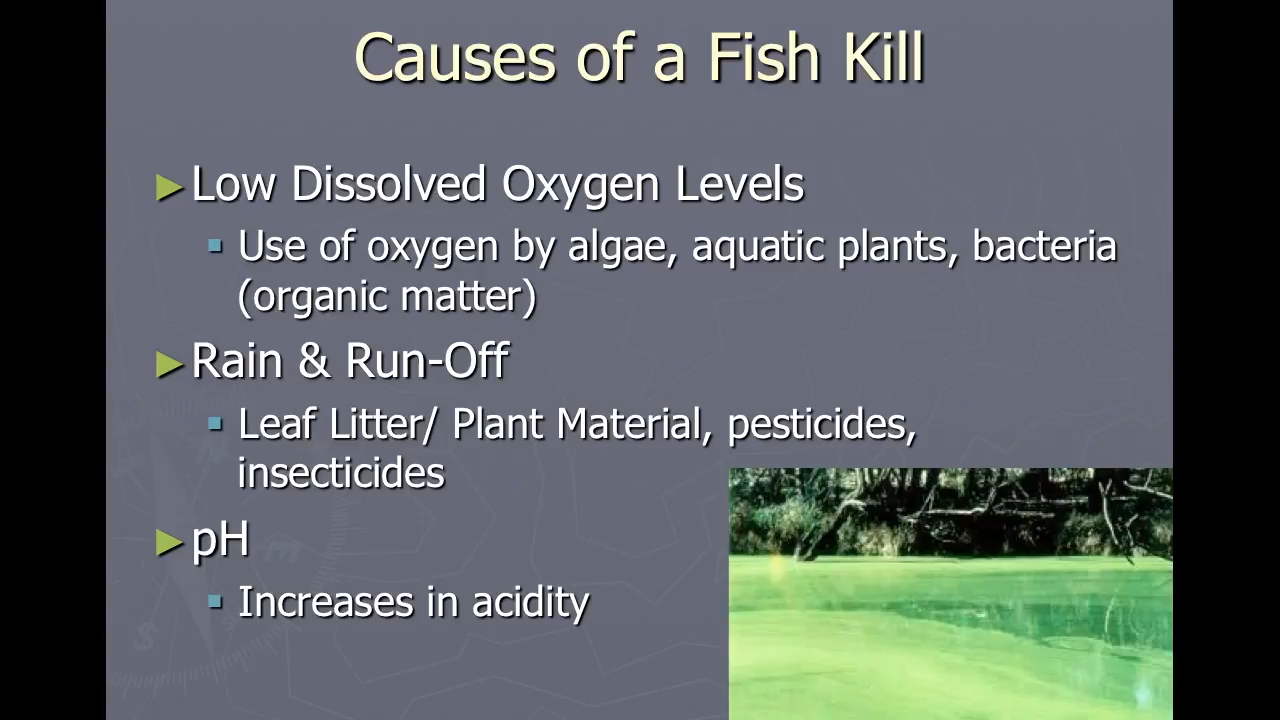 Causes of a Fish Kill
►Low Dissolved Oxygen Levels
▪ Use of oxygen by algae, aquatic plants, bacteria
(organic matter)
►Rain & Run-Off
▪ Leaf Litter/ Plant Material, pesticides,
insecticides
►pH
▪ Increases in acidity